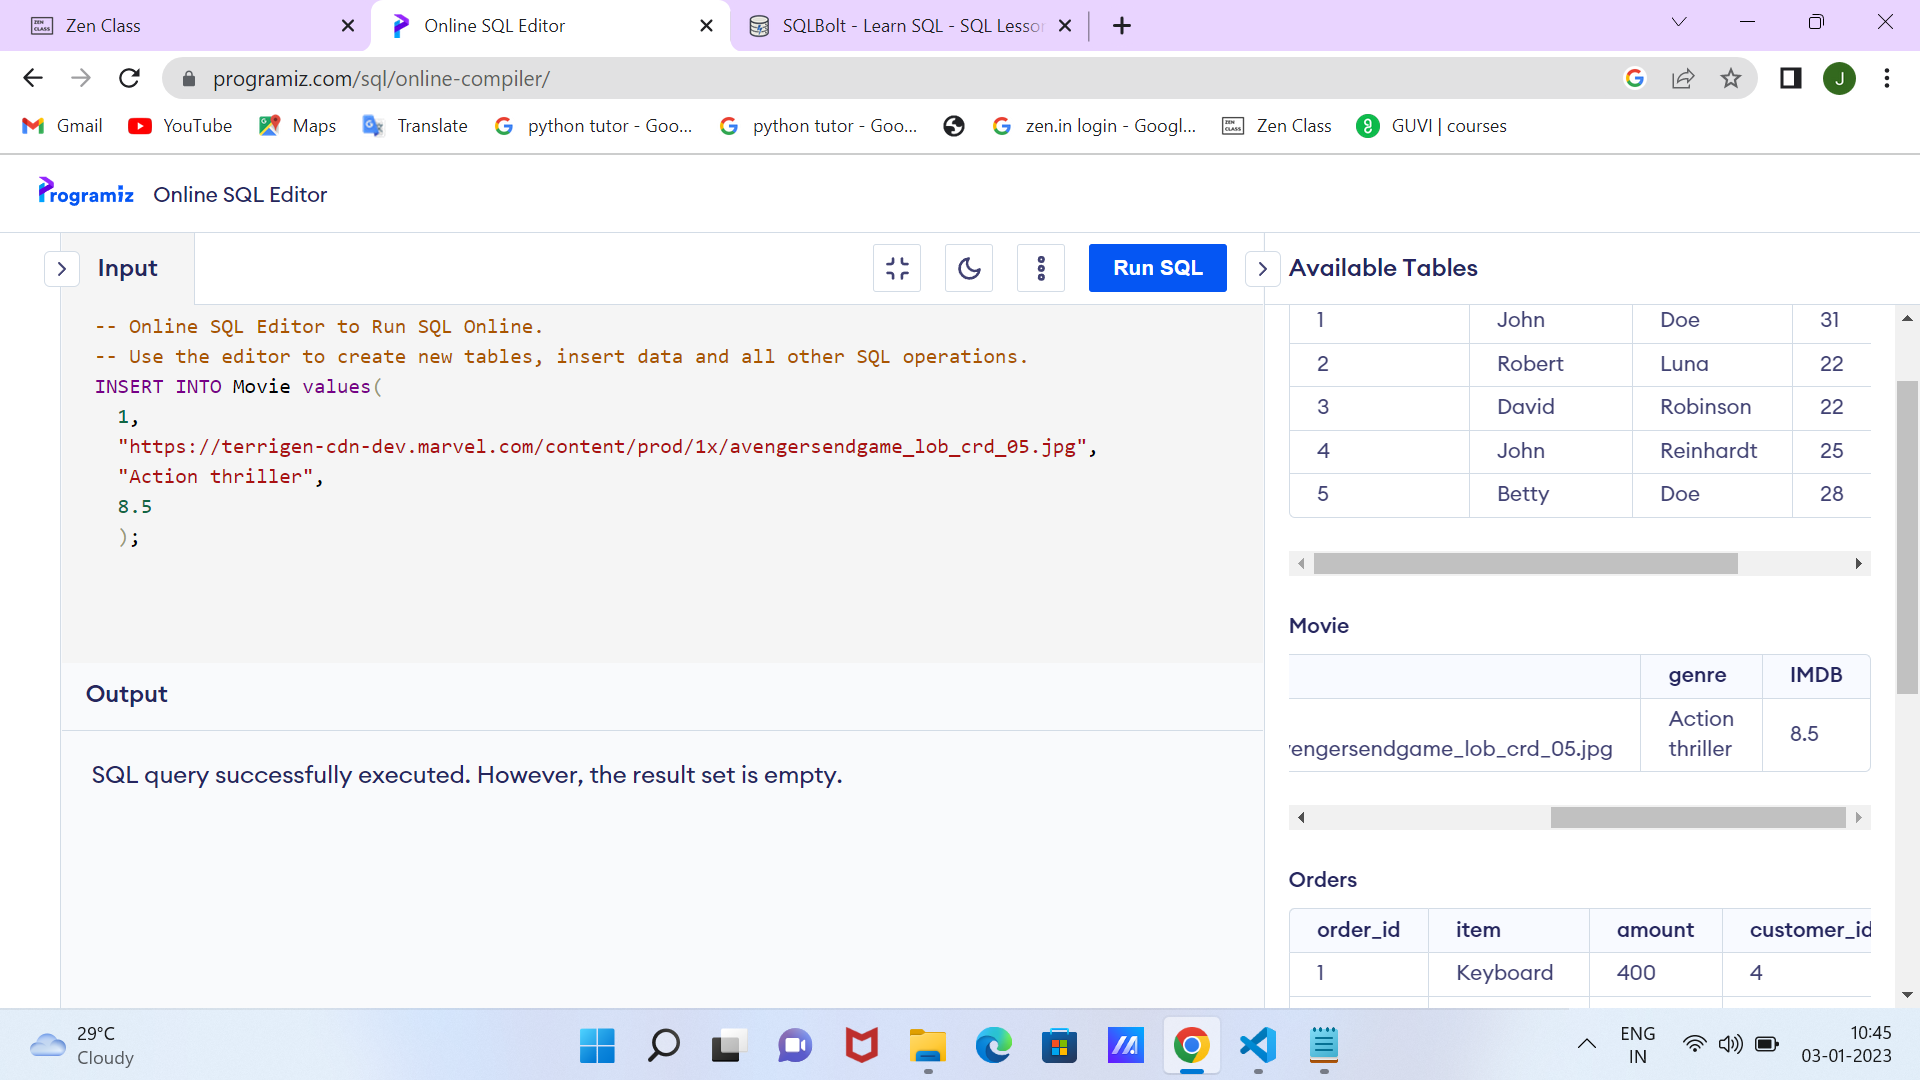 Zen Class
Online SQL Editor
SQLBolt - Learn SQL - SQL Lesson
programiz.com/sql/online-compiler/
J
Gmail
YouTube
Maps
Translate
python tutor - Goo...
python tutor - Goo...
zen.in login - Googl...
Zen Class
GUVI | courses
Programiz
Online SQL Editor
Input
Run SQL
-- Online SQL Editor to Run SQL Online.
-- Use the editor to create new tables, insert data and all other SQL operations.
INSERT INTO Movie values(
1,
"https://terrigen-cdn-dev.marvel.com/content/prod/1x/avengersendgame_lob_crd_05.jpg",
"Action thriller",
8.5
);
Output
SQL query successfully executed. However, the result set is empty.
Available Tables
1 John Doe 31
2 Robert Luna 22
3 David Robinson 22
4 John Reinhardt 25
5 Betty Doe 28
Movie
genre IMDB
vengersendgame_lob_crd_05.jpg Action thriller 8.5
Orders
order_id item amount customer_id
1 Keyboard 400 4
29°C
Cloudy
ENG
IN
10:45
03-01-2023